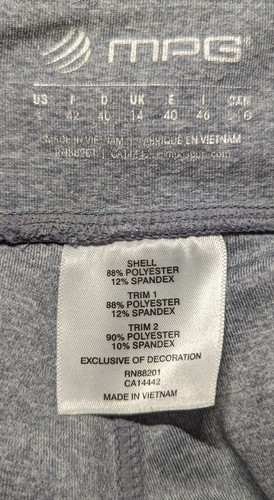 MPG
US F D UK E I CAN
L 42 40 14 40 46 L/G
MADE IN VIETNAM / FABRIQUÉ EN VIETNAM
RN88201 | CA14442
SHELL
88% POLYESTER
12% SPANDEX
TRIM 1
88% POLYESTER
12% SPANDEX
TRIM 2
90% POLYESTER
10% SPANDEX
EXCLUSIVE OF DECORATION
RN88201
CA14442
MADE IN VIETNAM